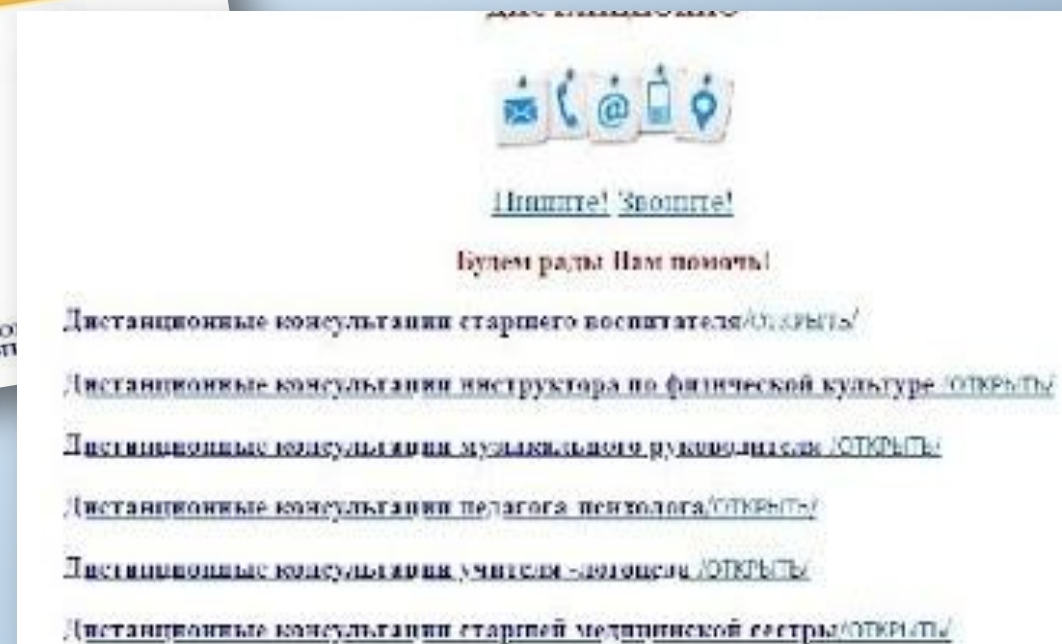 Пишите! Звоните!
Будем рады Вам помочь!
Дистанционные консультации старшего воспитателя/ОТКРЫТЬ/
Дистанционные консультации инструктора по физической культуре /ОТКРЫТЬ/
Дистанционные консультации музыкального руководителя /ОТКРЫТЬ/
Дистанционные консультации педагога психолога/ОТКРЫТЬ/
Дистанционные консультации учителя -логопеда /ОТКРЫТЬ/
Дистанционные консультации старшей медицинской сестры/ОТКРЫТЬ/